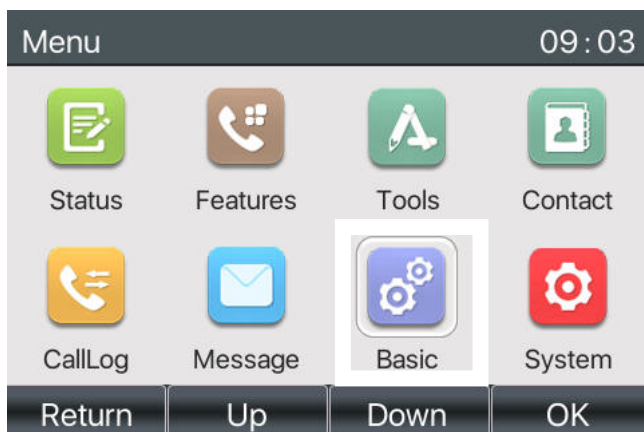 Menu 09:03
Status Features Tools Contact
CallLog Message Basic System
Return Up Down OK